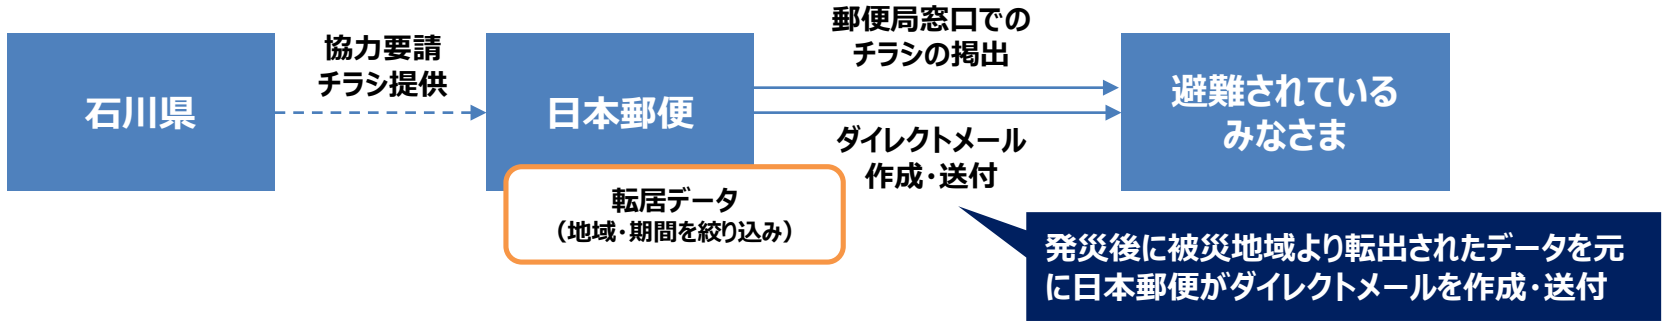 石川県
協力要請
チラシ提供
日本郵便
転居データ
（地域・期間を絞り込み）
郵便局窓口での
チラシの掲出
ダイレクトメール
作成・送付
避難されている
みなさま
発災後に被災地域より転出されたデータを元
に日本郵便がダイレクトメールを作成・送付